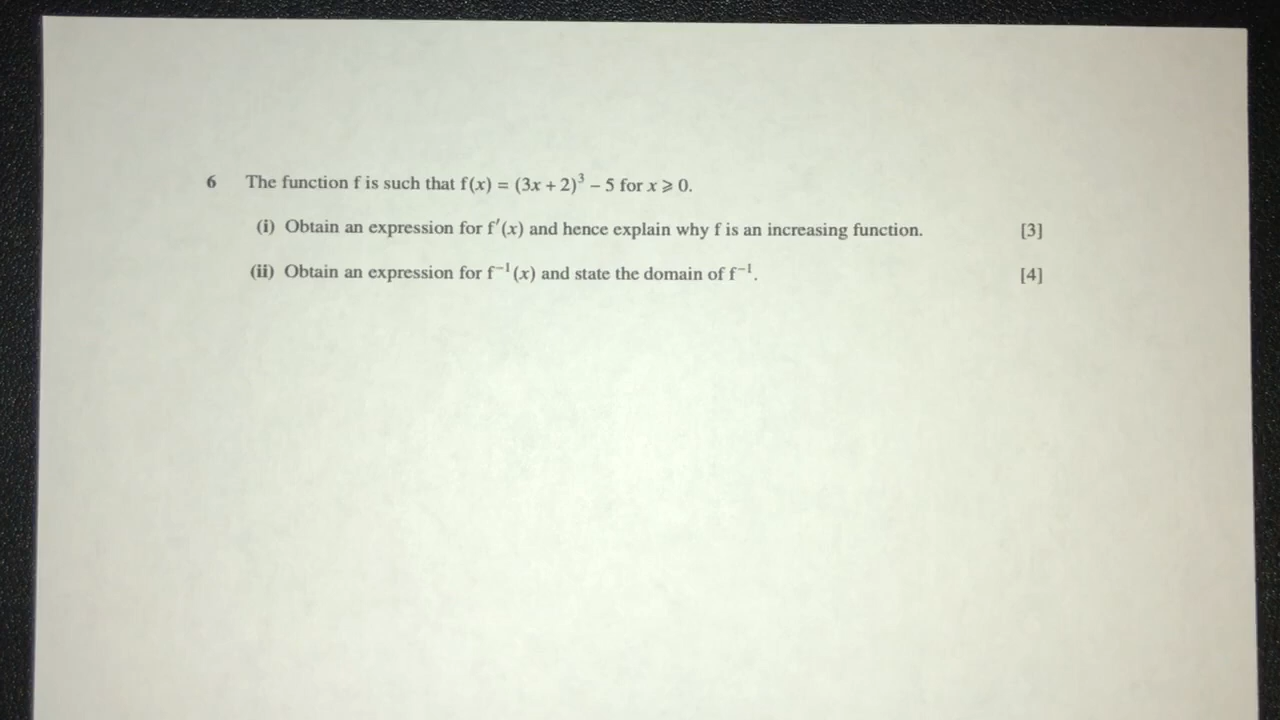 6 The function f is such that f(x) = (3x + 2)³ − 5 for x ⩾ 0.
(i) Obtain an expression for f′(x) and hence explain why f is an increasing function. [3]
(ii) Obtain an expression for f⁻¹(x) and state the domain of f⁻¹. [4]